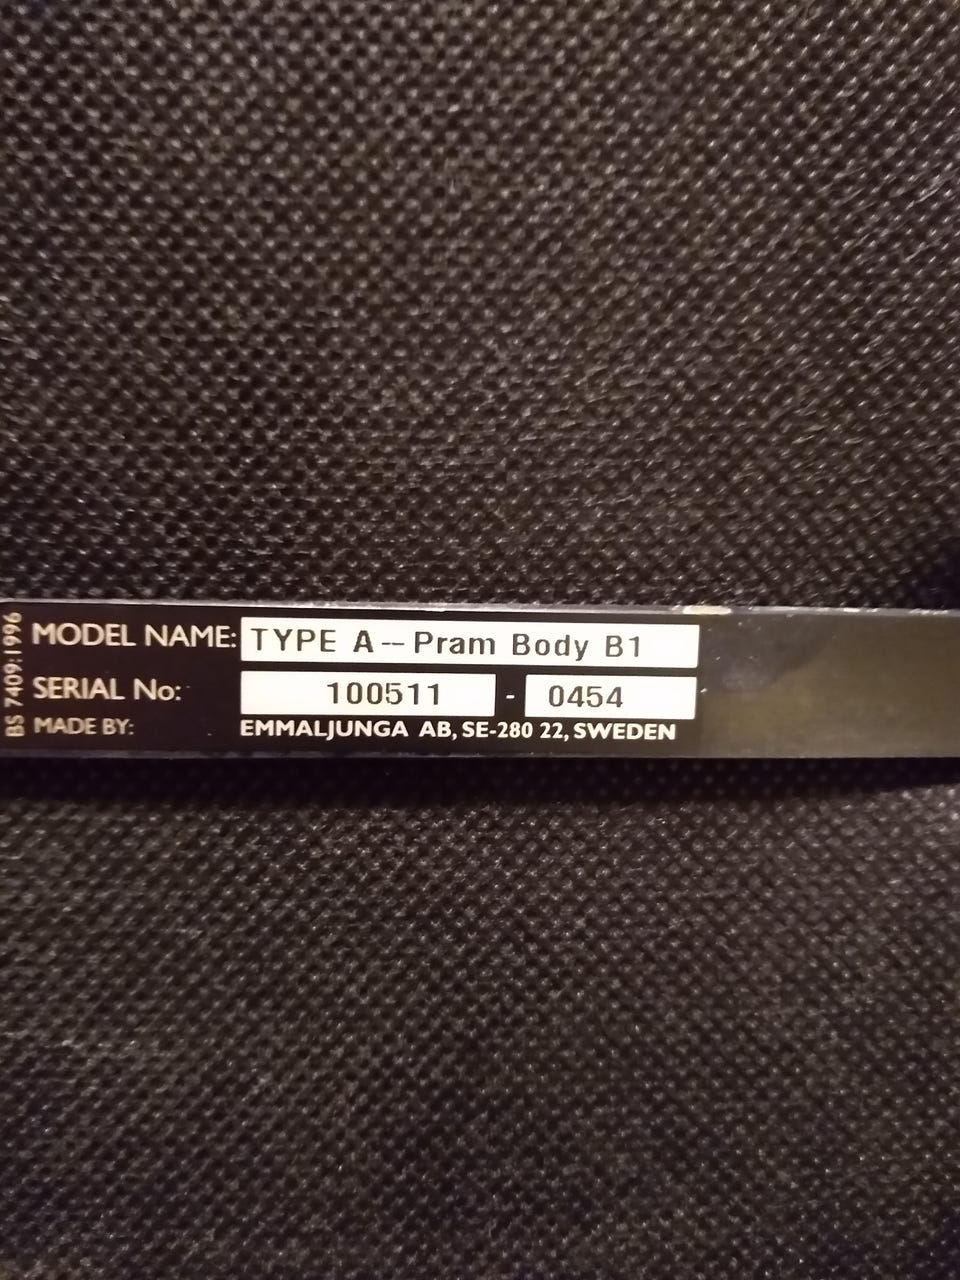 BS 7409:1996
MODEL NAME: TYPE A -- Pram Body B1
SERIAL No: 100511 - 0454
MADE BY: EMMALJUNGA AB, SE-280 22, SWEDEN